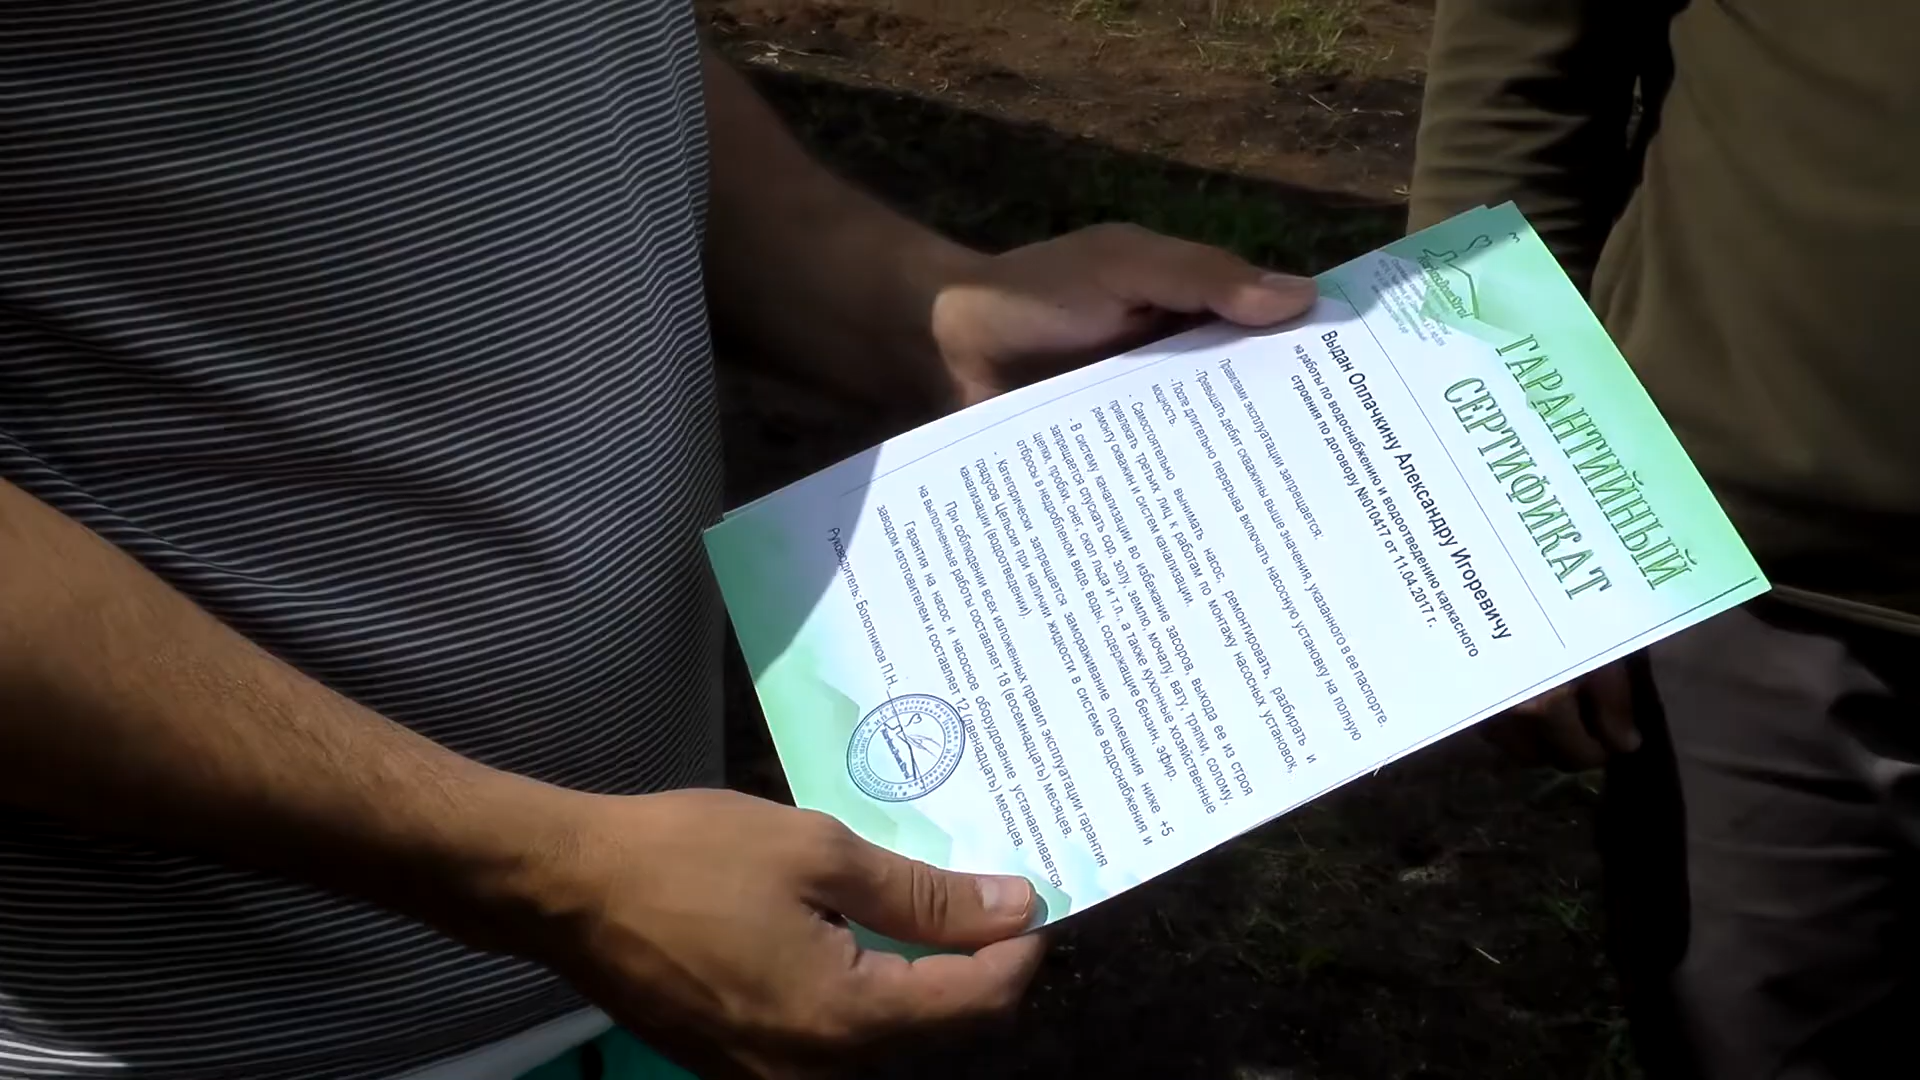 TopInzDomStroi
ГАРАНТИЙНЫЙ
СЕРТИФИКАТ
Выдан Оплачкину Александру Игоревичу
на работы по водоснабжению и водоотведению каркасного
строения по договору №010417 от 11.04.2017 г.
Правилами эксплуатации запрещается:
-Превышать дебит скважины выше значения, указанного в ее паспорте.
-После длительно перерыва включать насосную установку на полную
мощность.
- Самостоятельно вынимать насос, ремонтировать, разбирать и
привлекать третьих лиц к работам по монтажу насосных установок,
ремонту скважин и систем канализации.
- В систему канализации во избежание засоров, выхода ее из строя
запрещается спускать сор, золу, землю, мочалу, вату, тряпки, солому,
щепки, пробки, снег, скол льда и т.п., а также кухонные хозяйственные
отбросы в недробленом виде, воды, содержащие бензин, эфир.
- Категорически запрещается замораживание помещения ниже +5
градусов Цельсия при наличии жидкости в системе водоснабжения и
канализации (водоотведении).
При соблюдении всех изложенных правил эксплуатации гарантия
на выполненные работы составляет 18 (восемнадцать) месяцев.
Гарантия на насос и насосное оборудование устанавливается
заводом изготовителем и составляет 12 (двенадцать) месяцев.
Руководитель: Болотников П.Н.